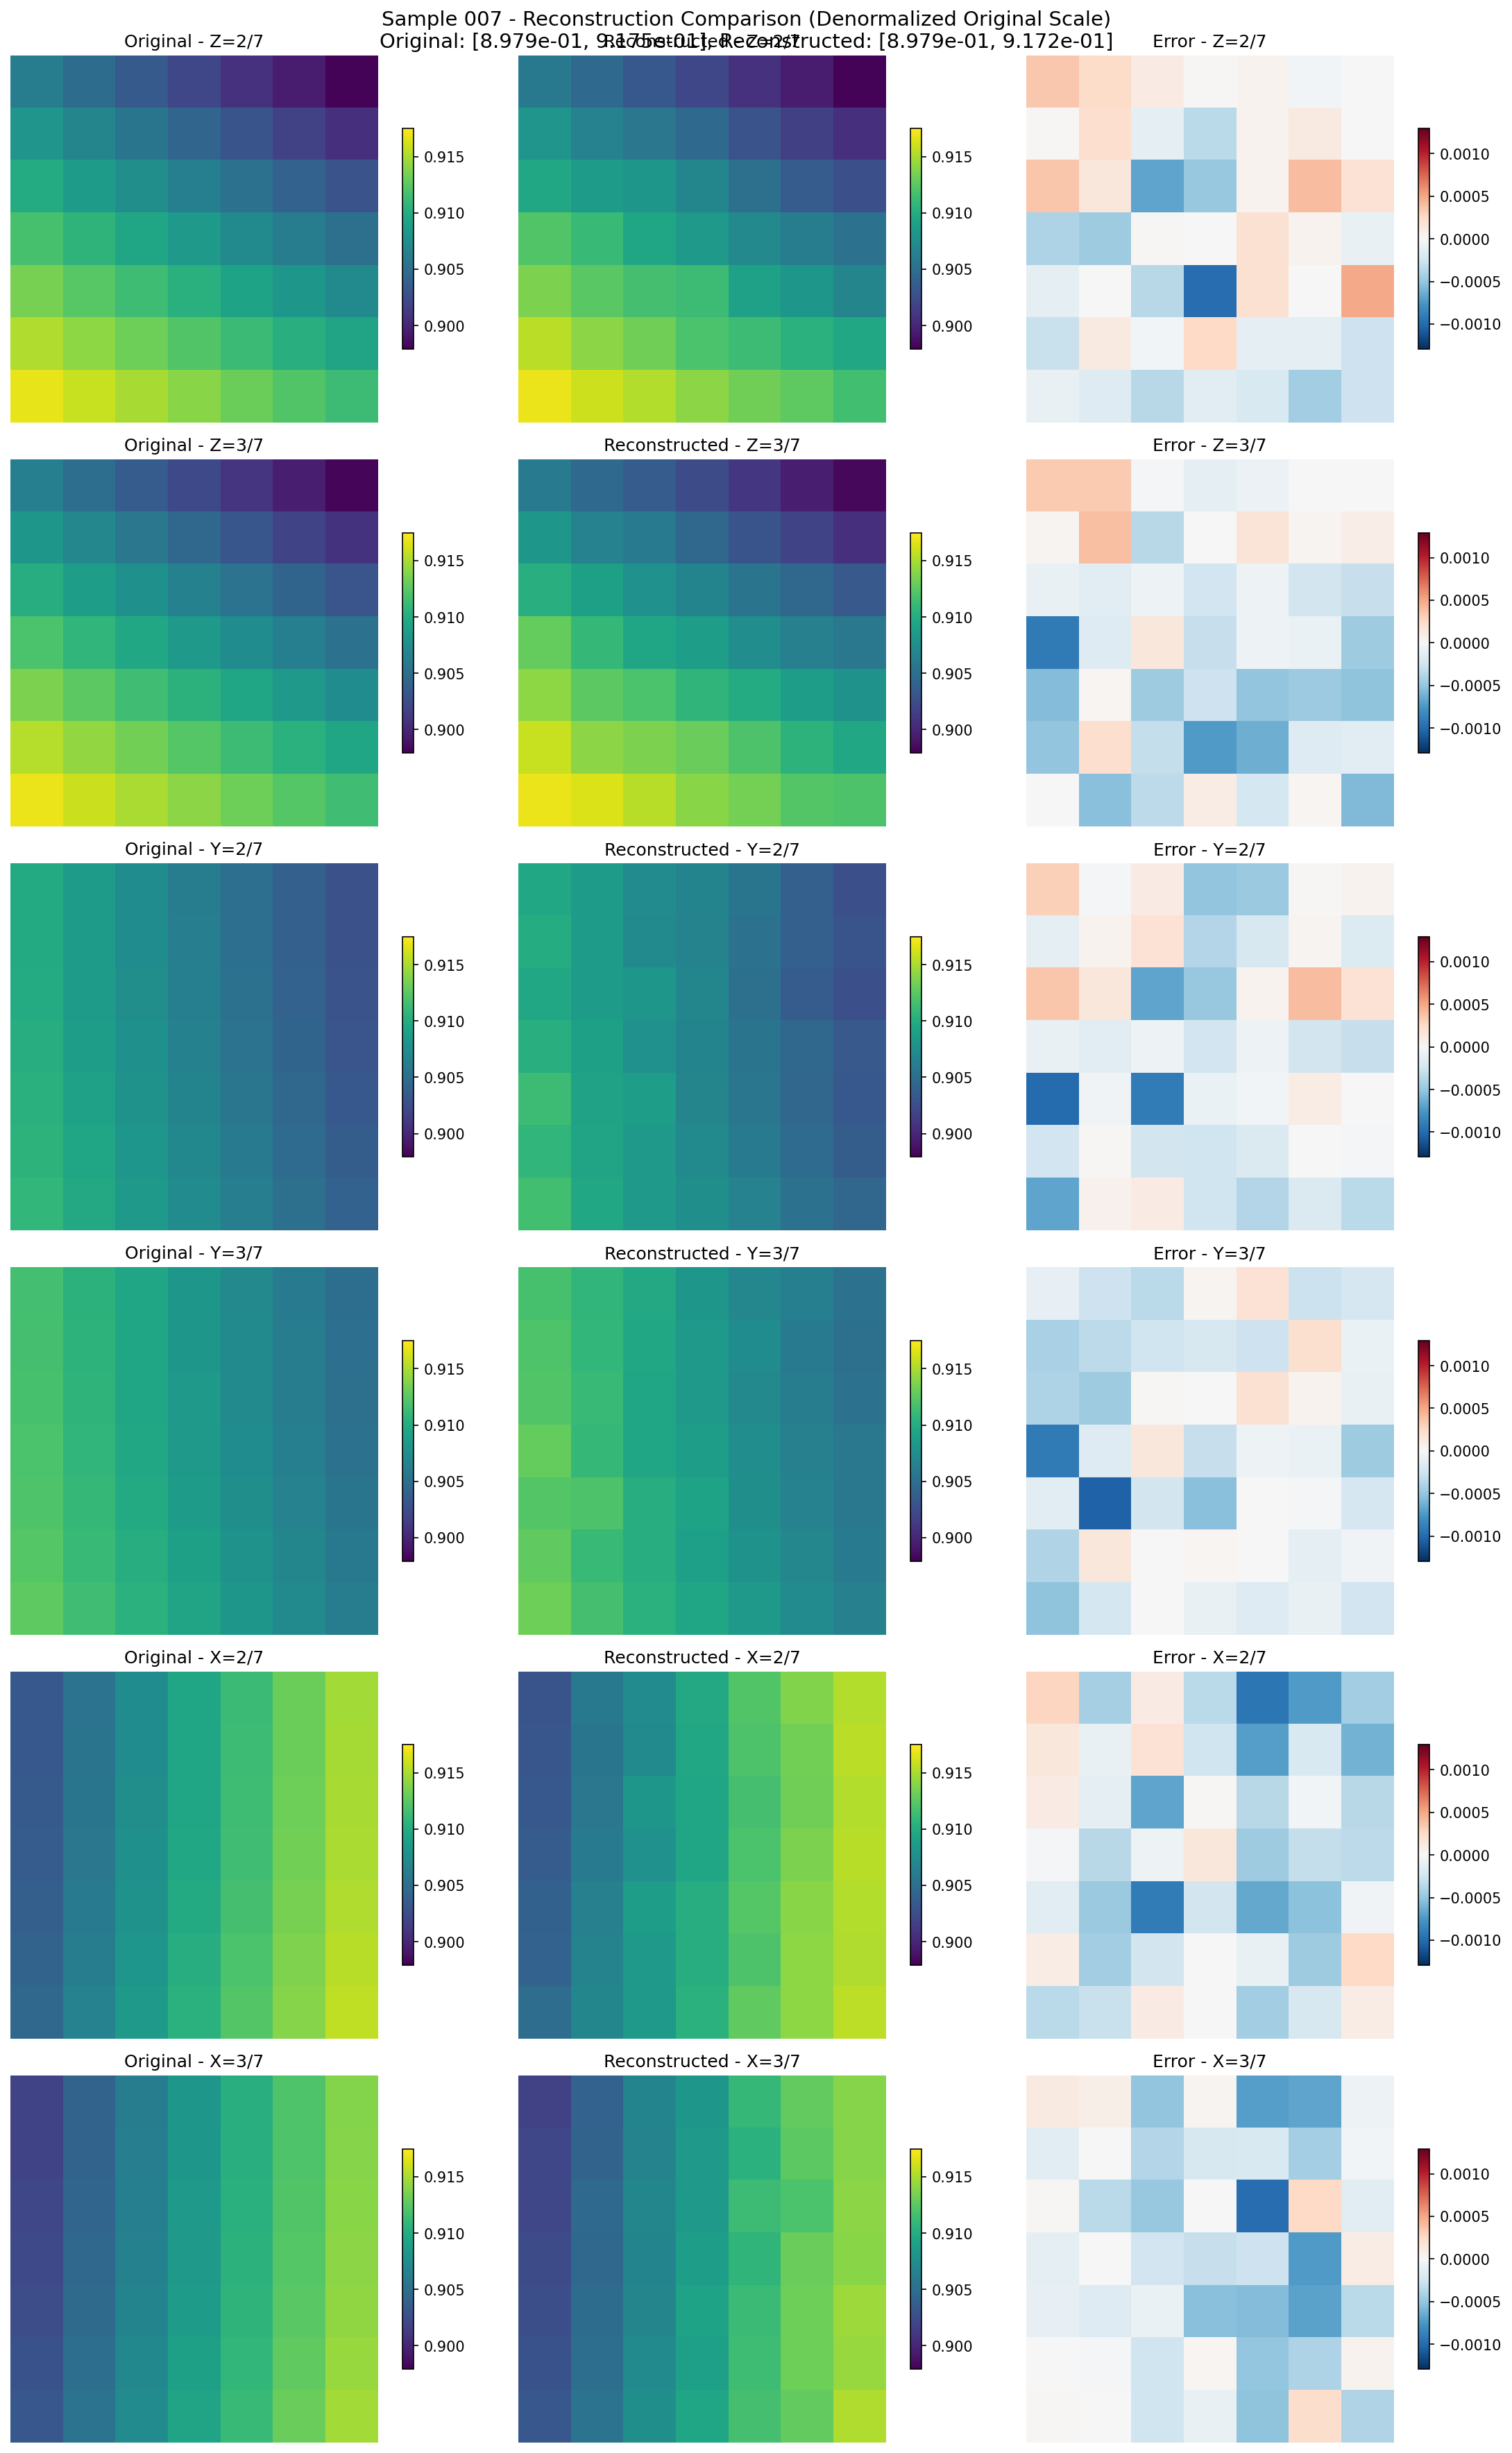 Sample 007 - Reconstruction Comparison (Denormalized Original Scale)
Original: [8.979e-01, 9.175e-01], Reconstructed: [8.979e-01, 9.172e-01]
Original - Z=2/7 Reconstructed - Z=2/7 Error - Z=2/7
0.915 0.915 0.0010
0.910 0.910 0.0005
0.905 0.905 0.0000
0.900 0.900 −0.0005
−0.0010
Original - Z=3/7 Reconstructed - Z=3/7 Error - Z=3/7
0.915 0.915 0.0010
0.910 0.910 0.0005
0.905 0.905 0.0000
0.900 0.900 −0.0005
−0.0010
Original - Y=2/7 Reconstructed - Y=2/7 Error - Y=2/7
0.915 0.915 0.0010
0.910 0.910 0.0005
0.905 0.905 0.0000
0.900 0.900 −0.0005
−0.0010
Original - Y=3/7 Reconstructed - Y=3/7 Error - Y=3/7
0.915 0.915 0.0010
0.910 0.910 0.0005
0.905 0.905 0.0000
0.900 0.900 −0.0005
−0.0010
Original - X=2/7 Reconstructed - X=2/7 Error - X=2/7
0.915 0.915 0.0010
0.910 0.910 0.0005
0.905 0.905 0.0000
0.900 0.900 −0.0005
−0.0010
Original - X=3/7 Reconstructed - X=3/7 Error - X=3/7
0.915 0.915 0.0010
0.910 0.910 0.0005
0.905 0.905 0.0000
0.900 0.900 −0.0005
−0.0010